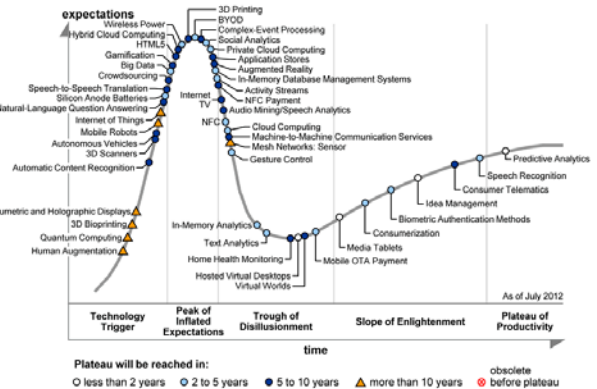 expectations
3D Printing
BYOD
Wireless Power
Complex-Event Processing
Hybrid Cloud Computing
Social Analytics
HTML5
Private Cloud Computing
Gamification
Application Stores
Big Data
Augmented Reality
Crowdsourcing
In-Memory Database Management Systems
Speech-to-Speech Translation
Activity Streams
Silicon Anode Batteries
Internet TV
NFC Payment
Natural-Language Question Answering
Audio Mining/Speech Analytics
Internet of Things
NFC
Cloud Computing
Mobile Robots
Machine-to-Machine Communication Services
Autonomous Vehicles
Mesh Networks: Sensor
3D Scanners
Gesture Control
Automatic Content Recognition
Predictive Analytics
Speech Recognition
Consumer Telematics
Idea Management
umetric and Holographic Displays
Biometric Authentication Methods
3D Bioprinting
In-Memory Analytics
Consumerization
Quantum Computing
Text Analytics
Media Tablets
Human Augmentation
Home Health Monitoring
Mobile OTA Payment
Hosted Virtual Desktops
Virtual Worlds
As of July 2012
Technology
Trigger
Peak of
Inflated
Expectations
Trough of
Disillusionment
Slope of Enlightenment
Plateau of
Productivity
time
Plateau will be reached in:
less than 2 years
2 to 5 years
5 to 10 years
more than 10 years
obsolete
before plateau